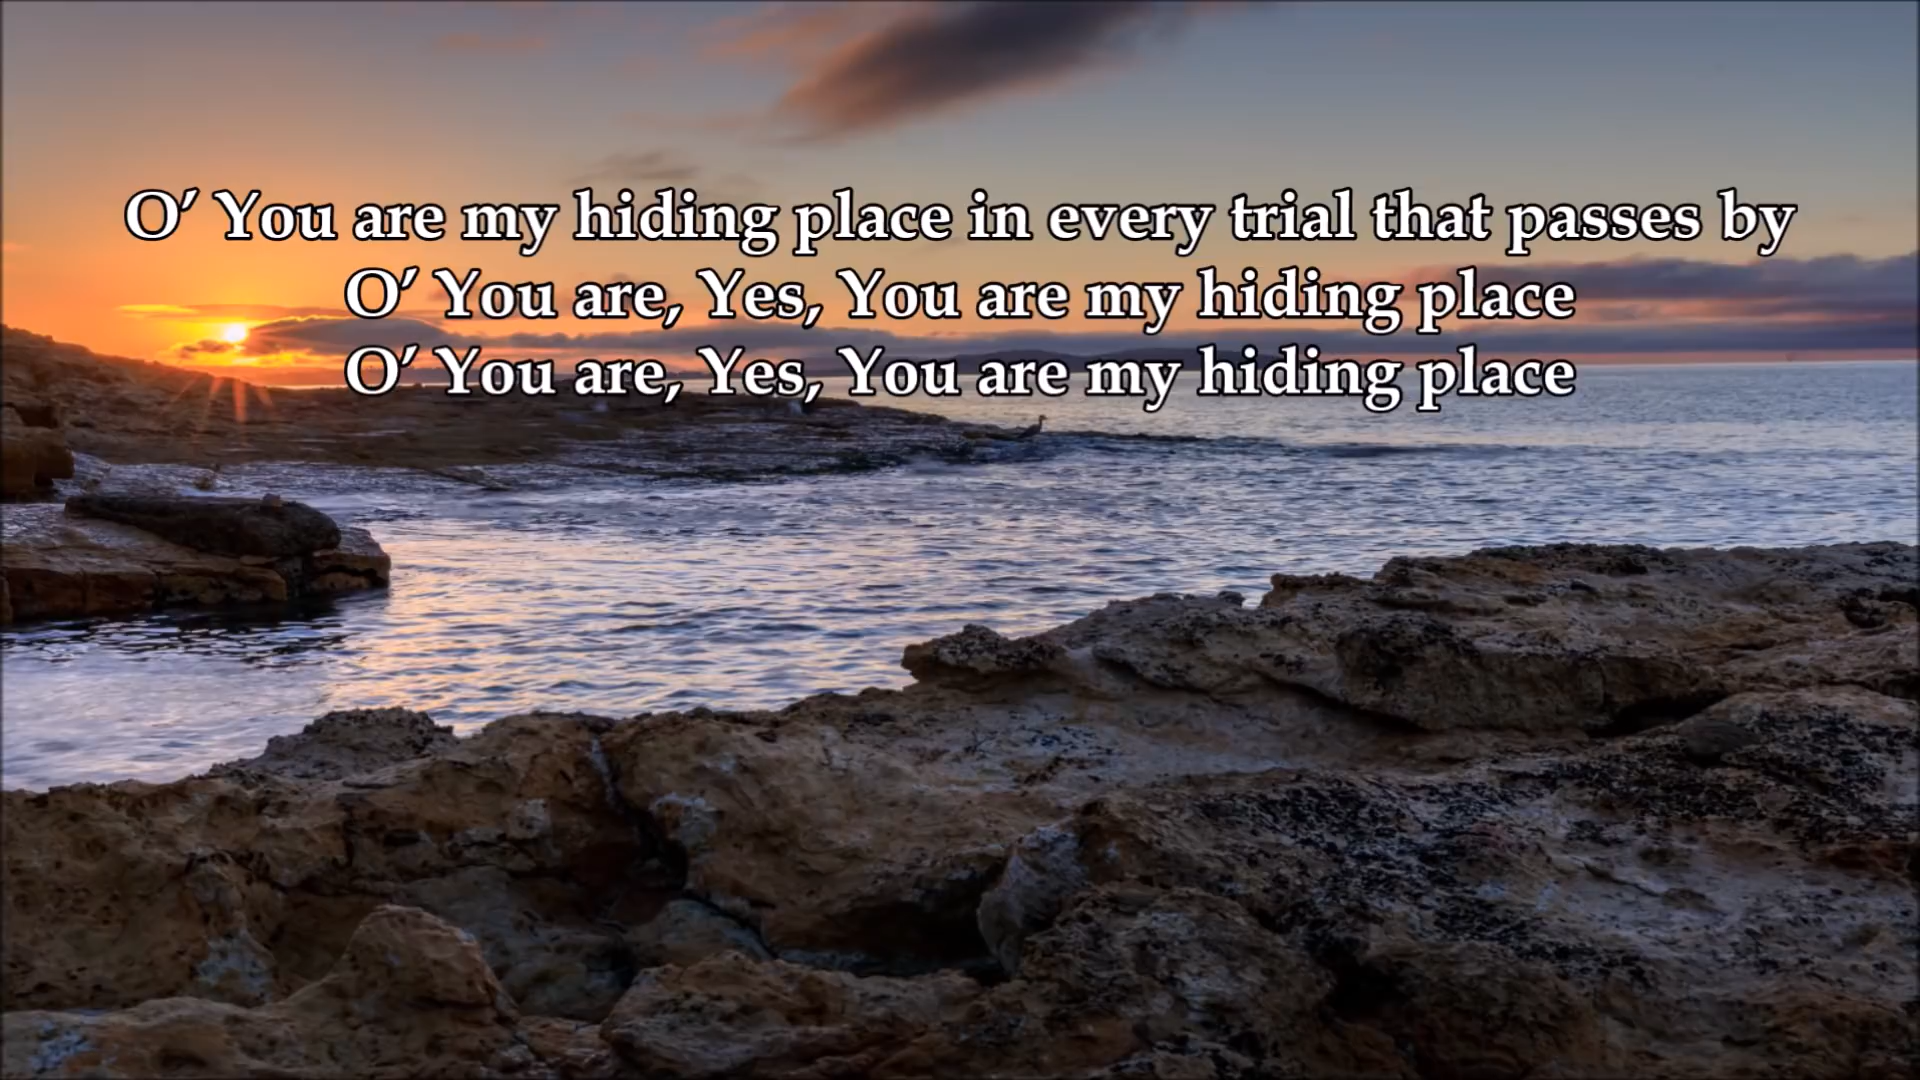 O’ You are my hiding place in every trial that passes by
O’ You are, Yes, You are my hiding place
O’ You are, Yes, You are my hiding place